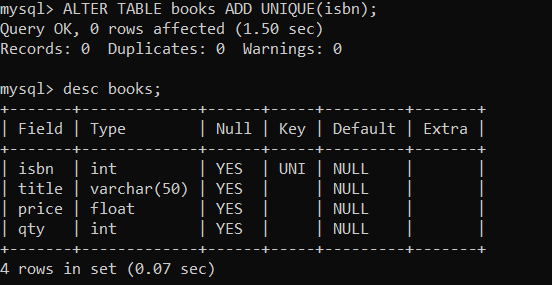 mysql> ALTER TABLE books ADD UNIQUE(isbn);
Query OK, 0 rows affected (1.50 sec)
Records: 0  Duplicates: 0  Warnings: 0

mysql> desc books;
+-------+-------------+------+-----+---------+-------+
| Field | Type        | Null | Key | Default | Extra |
+-------+-------------+------+-----+---------+-------+
| isbn  | int         | YES  | UNI | NULL    |       |
| title | varchar(50) | YES  |     | NULL    |       |
| price | float       | YES  |     | NULL    |       |
| qty   | int         | YES  |     | NULL    |       |
+-------+-------------+------+-----+---------+-------+
4 rows in set (0.07 sec)